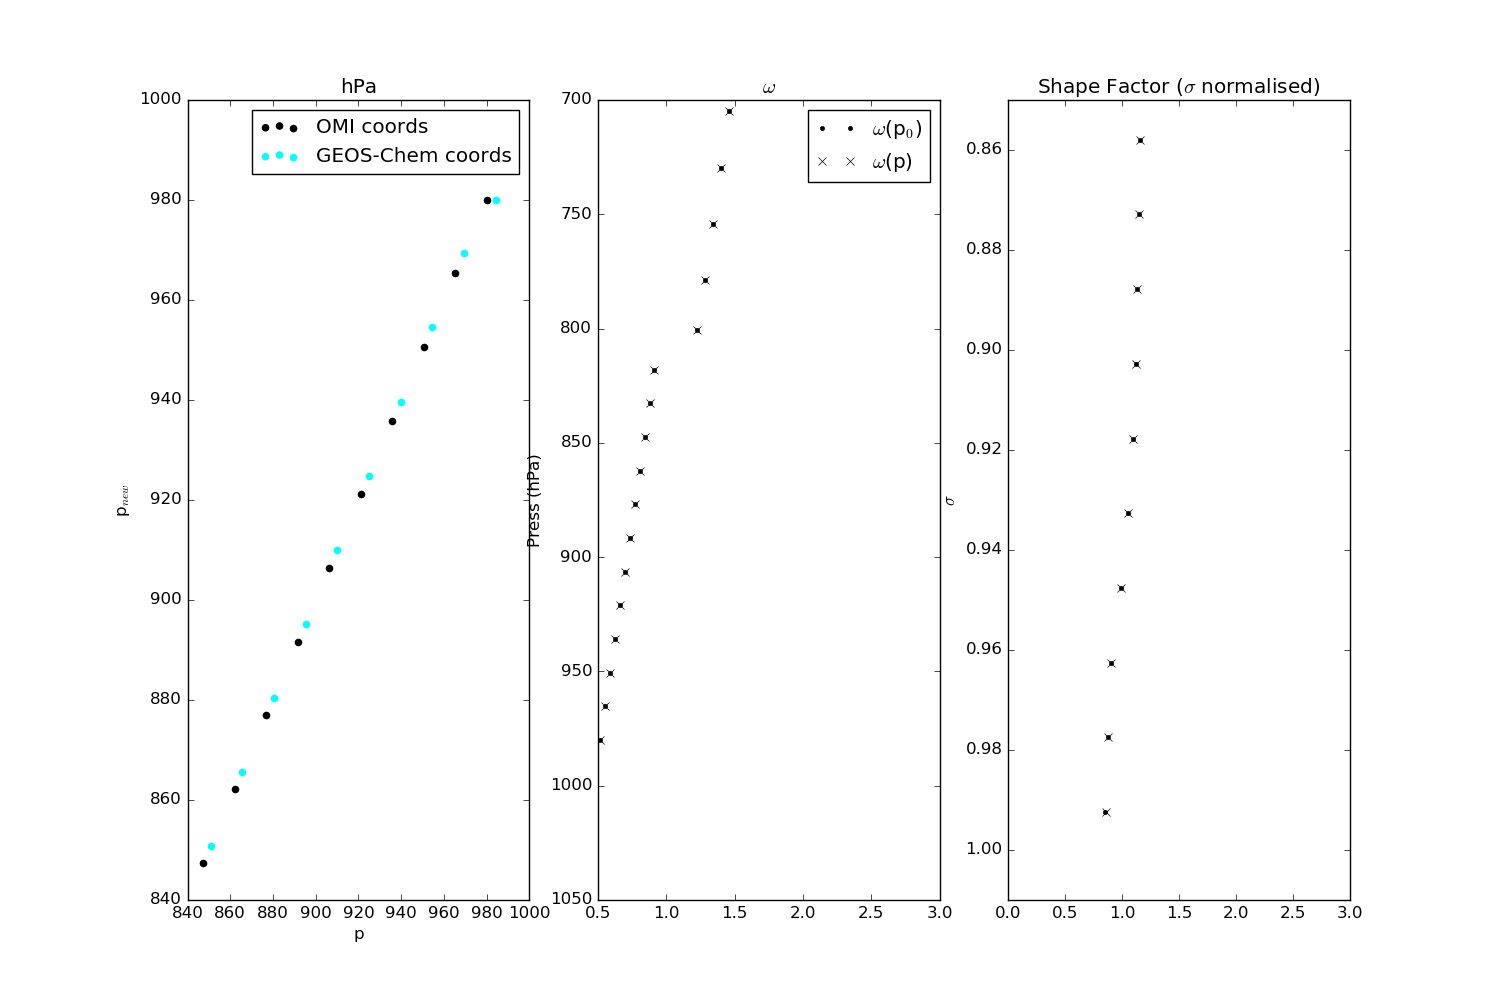 hPa
1000
980
960
940
920
900
880
860
840
840 860 880 900 920 940 960 980 1000
p
pnew
OMI coords
GEOS-Chem coords
ω
700
750
800
850
900
950
1000
1050
0.5 1.0 1.5 2.0 2.5 3.0
Press (hPa)
ω(p0)
ω(p)
Shape Factor (σ normalised)
0.86
0.88
0.90
0.92
0.94
0.96
0.98
1.00
0.0 0.5 1.0 1.5 2.0 2.5 3.0
σ